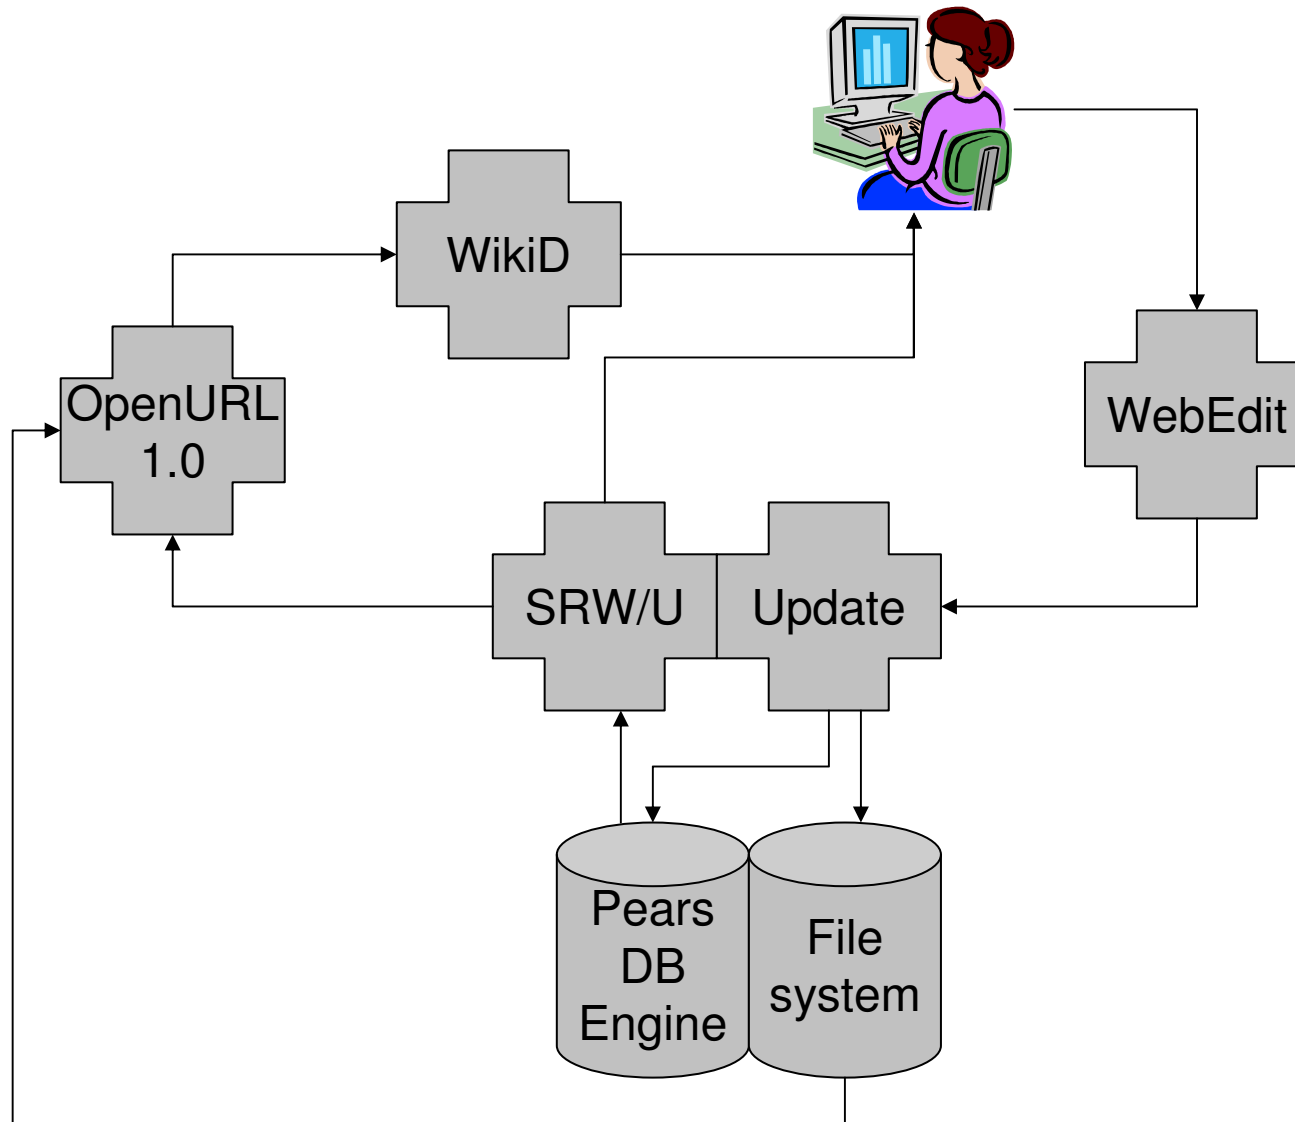 WikiD
OpenURL
1.0
WebEdit
SRW/U
Update
Pears
DB
Engine
File
system